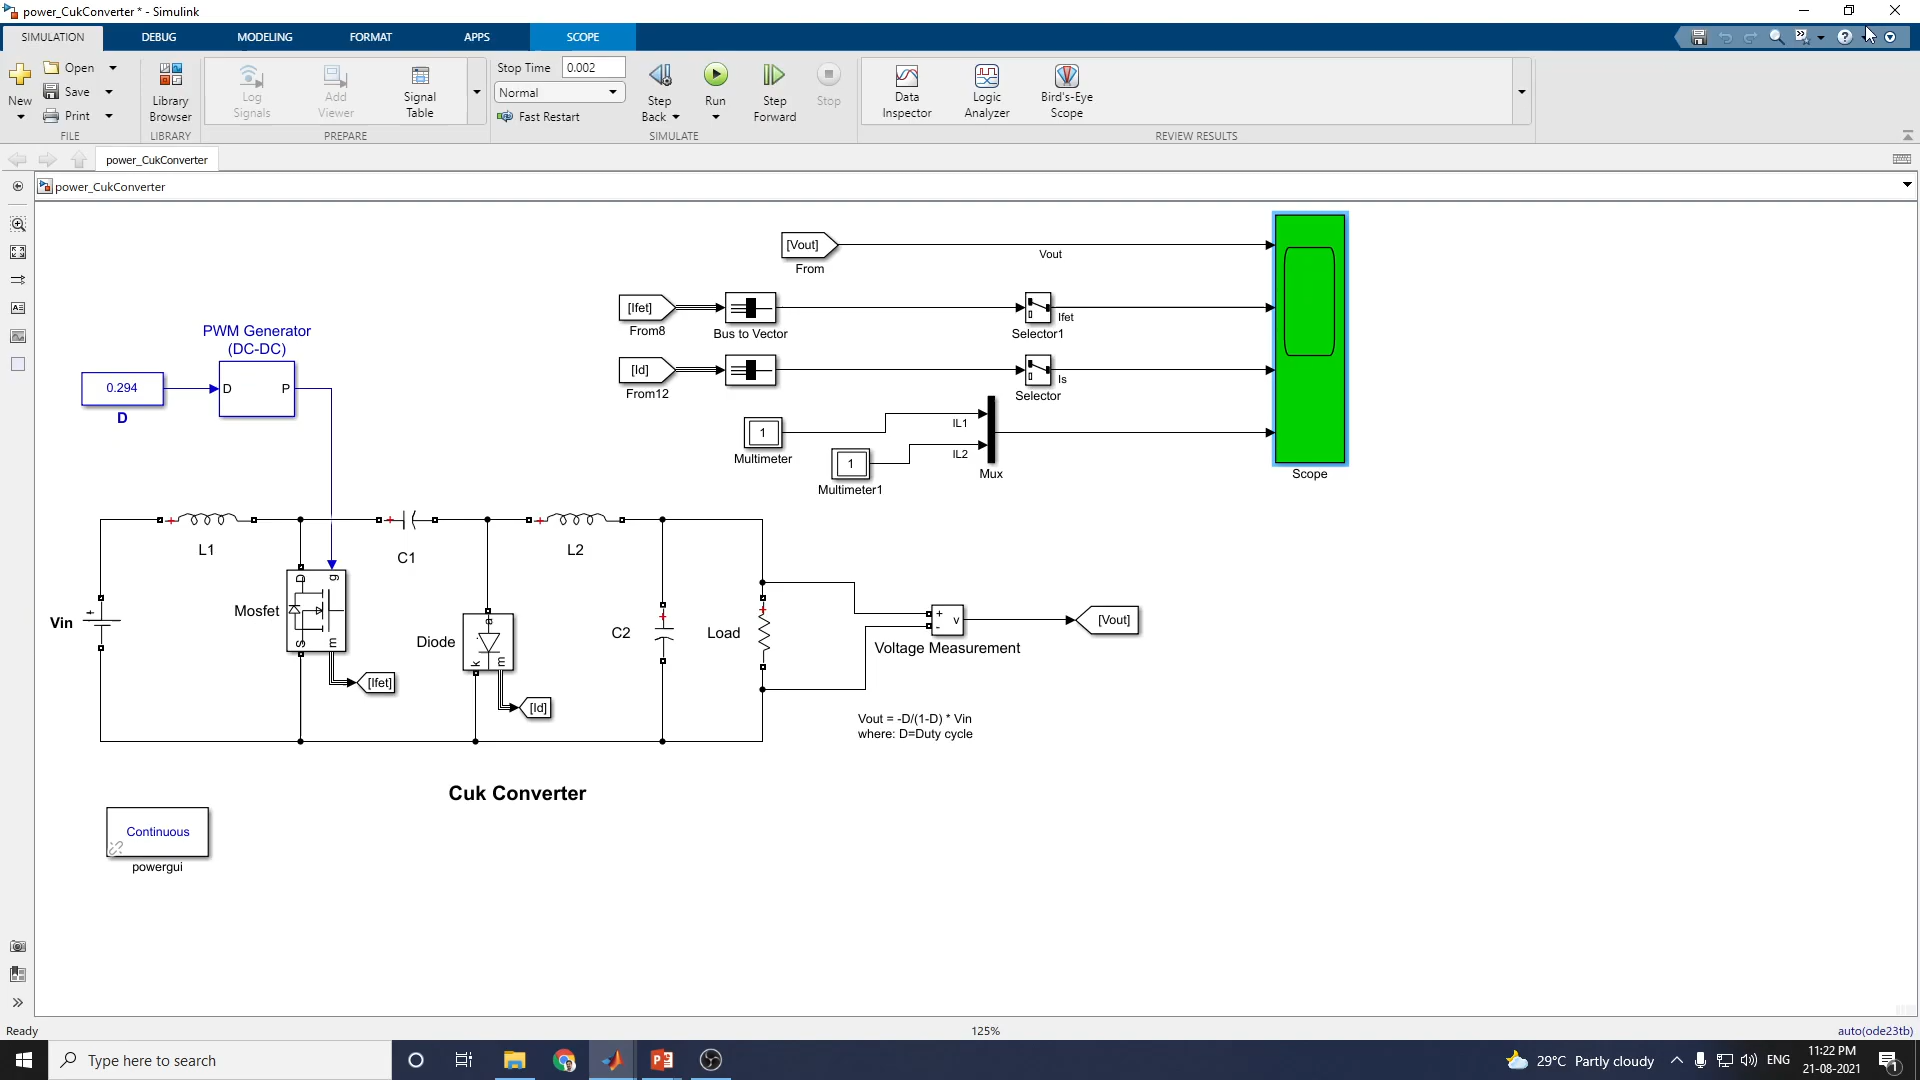 power_CukConverter * - Simulink
SIMULATION
DEBUG
MODELING
FORMAT
APPS
SCOPE
New
Open
Save
Print
FILE
Library
Browser
LIBRARY
Log
Signals
Add
Viewer
Signal
Table
PREPARE
Stop Time 0.002
Normal
Fast Restart
Step
Back
Run
Step
Forward
Stop
SIMULATE
Data
Inspector
Logic
Analyzer
Bird's-Eye
Scope
REVIEW RESULTS
power_CukConverter
power_CukConverter
[Vout]
From
Vout
[Ifet]
From8
Bus to Vector
Selector1
Ifet
[Id]
From12
Selector
Is
1
Multimeter
1
Multimeter1
IL1
IL2
Mux
Scope
PWM Generator
(DC-DC)
0.294
D
D
P
L1
C1
L2
Vin
Mosfet
D
g
S
m
[Ifet]
Diode
a
k
m
[Id]
C2
Load
+
-
v
Voltage Measurement
[Vout]
Vout = -D/(1-D) * Vin
where: D=Duty cycle
Cuk Converter
Continuous
powergui
Ready
125%
auto(ode23tb)
Type here to search
29°C Partly cloudy
ENG
11:22 PM
21-08-2021
1